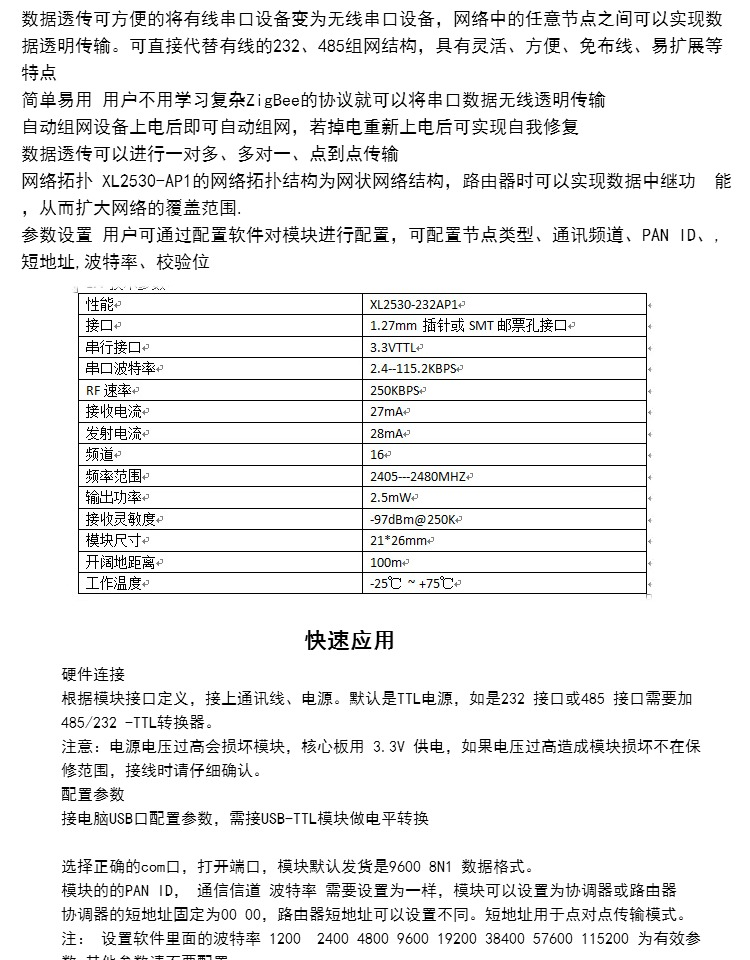 数据透传可方便的将有线串口设备变为无线串口设备，网络中的任意节点之间可以实现数
据透明传输。可直接代替有线的232、485组网结构，具有灵活、方便、免布线、易扩展等
特点
简单易用 用户不用学习复杂ZigBee的协议就可以将串口数据无线透明传输
自动组网设备上电后即可自动组网，若掉电重新上电后可实现自我修复
数据透传可以进行一对多、多对一、点到点传输
网络拓扑 XL2530-AP1的网络拓扑结构为网状网络结构，路由器时可以实现数据中继功 能
，从而扩大网络的覆盖范围.
参数设置 用户可通过配置软件对模块进行配置，可配置节点类型、通讯频道、PAN ID、,
短地址,波特率、校验位
性能 XL2530-232AP1
接口 1.27mm 插针或 SMT 邮票孔接口
串行接口 3.3VTTL
串口波特率 2.4--115.2KBPS
RF 速率 250KBPS
接收电流 27mA
发射电流 28mA
频道 16
频率范围 2405---2480MHZ
输出功率 2.5mW
接收灵敏度 -97dBm@250K
模块尺寸 21*26mm
开阔地距离 100m
工作温度 -25℃ ~ +75℃
快速应用
硬件连接
根据模块接口定义，接上通讯线、电源。默认是TTL电源，如是232 接口或485 接口需要加
485/232 -TTL转换器。
注意：电源电压过高会损坏模块，核心板用 3.3V 供电，如果电压过高造成模块损坏不在保
修范围，接线时请仔细确认。
配置参数
接电脑USB口配置参数，需接USB-TTL模块做电平转换
选择正确的com口，打开端口，模块默认发货是9600 8N1 数据格式。
模块的的PAN ID， 通信信道 波特率 需要设置为一样，模块可以设置为协调器或路由器
协调器的短地址固定为00 00，路由器短地址可以设置不同。短地址用于点对点传输模式。
注： 设置软件里面的波特率 1200 2400 4800 9600 19200 38400 57600 115200 为有效参